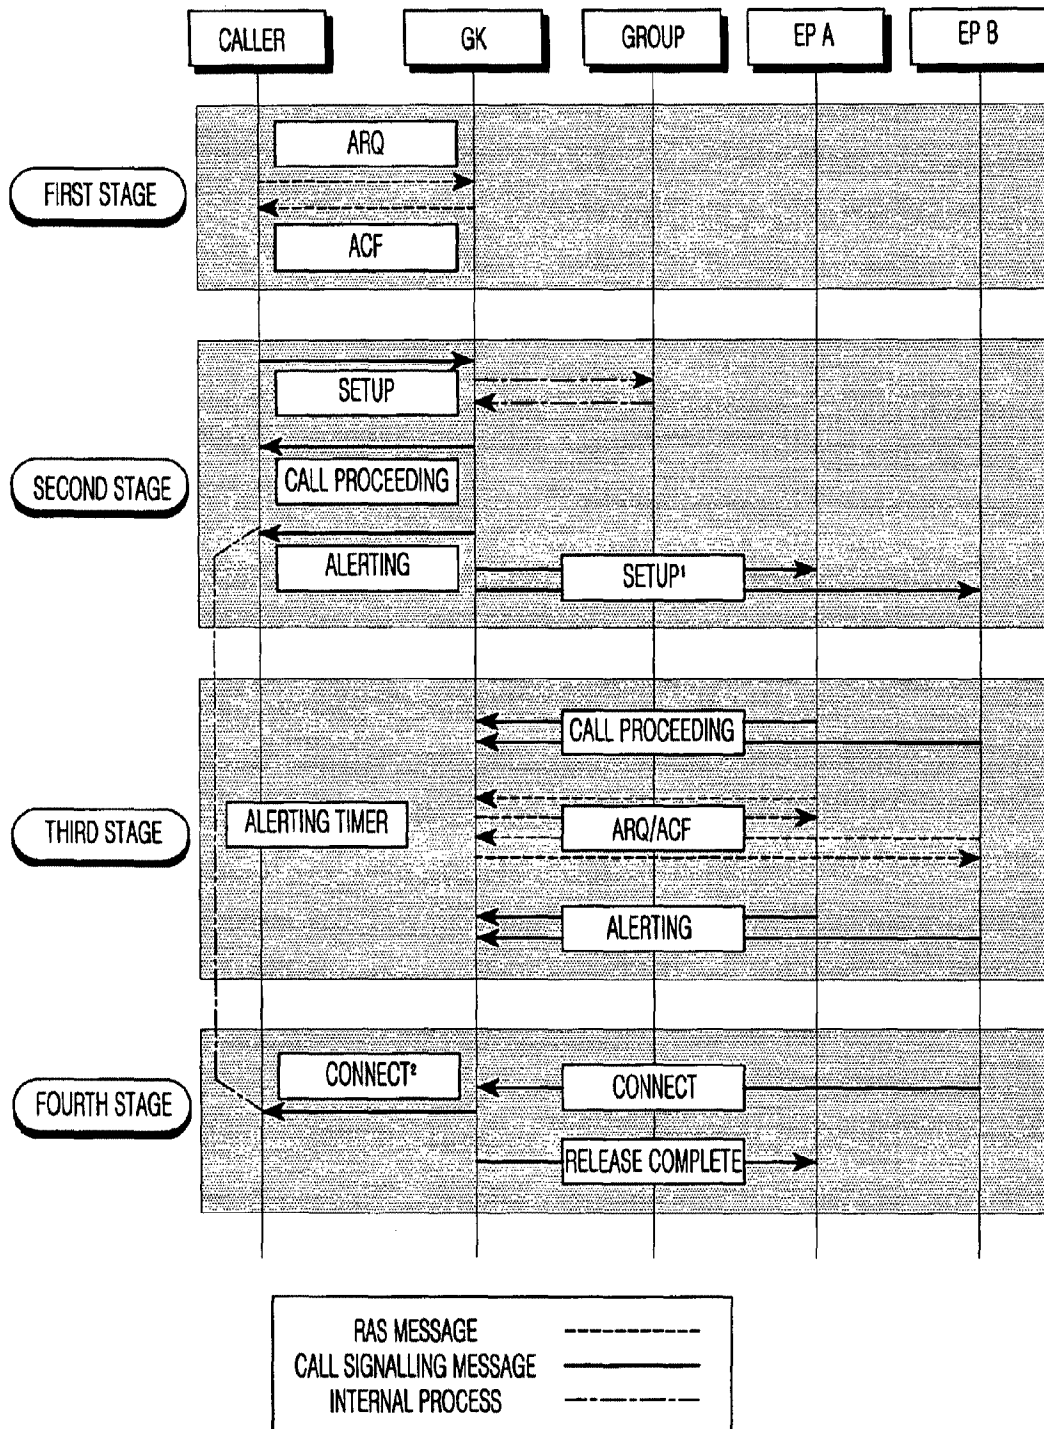 CALLER
GK
GROUP
EP A
EP B
FIRST STAGE
ARQ
ACF
SECOND STAGE
SETUP
CALL PROCEEDING
ALERTING
SETUP¹
THIRD STAGE
CALL PROCEEDING
ALERTING TIMER
ARQ/ACF
ALERTING
FOURTH STAGE
CONNECT²
CONNECT
RELEASE COMPLETE
RAS MESSAGE
CALL SIGNALLING MESSAGE
INTERNAL PROCESS